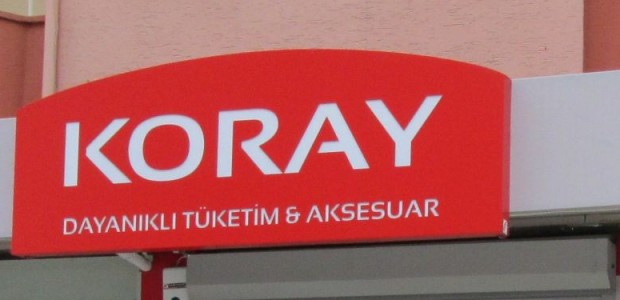 KORAY
DAYANIKLI TÜKETİM & AKSESUAR